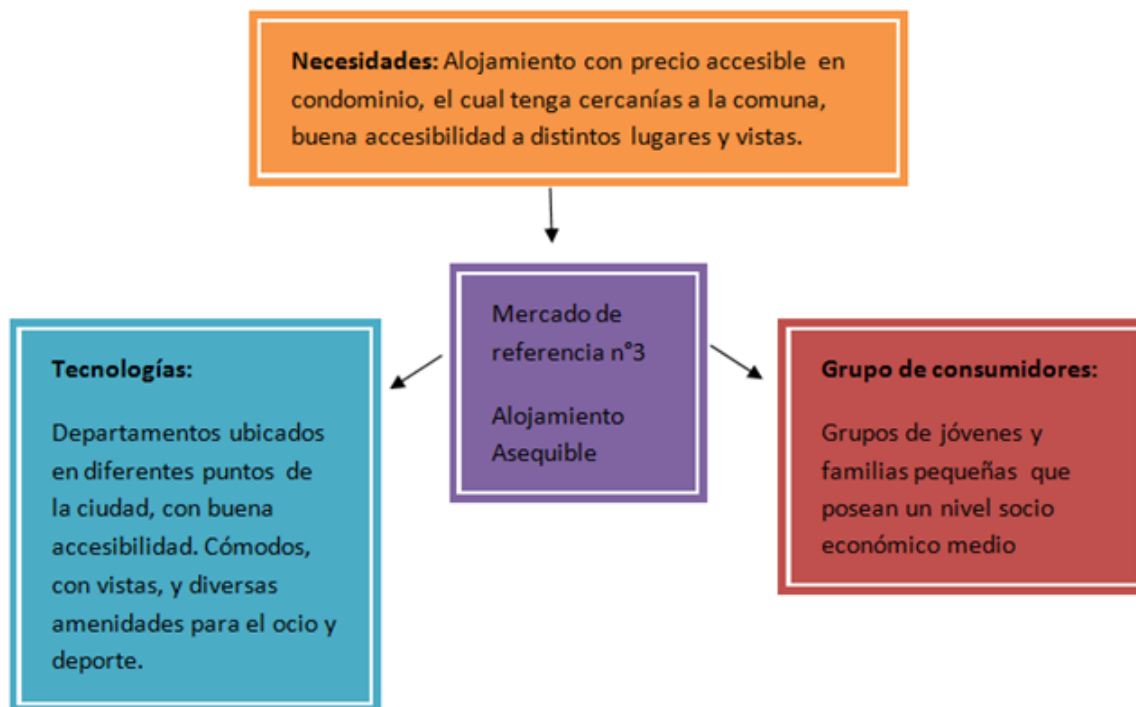 Necesidades: Alojamiento con precio accesible en
condominio, el cual tenga cercanías a la comuna,
buena accesibilidad a distintos lugares y vistas.
Mercado de
referencia n°3
Alojamiento
Asequible
Tecnologías:
Departamentos ubicados
en diferentes puntos de
la ciudad, con buena
accesibilidad. Cómodos,
con vistas, y diversas
amenidades para el ocio y
deporte.
Grupo de consumidores:
Grupos de jóvenes y
familias pequeñas que
posean un nivel socio
económico medio